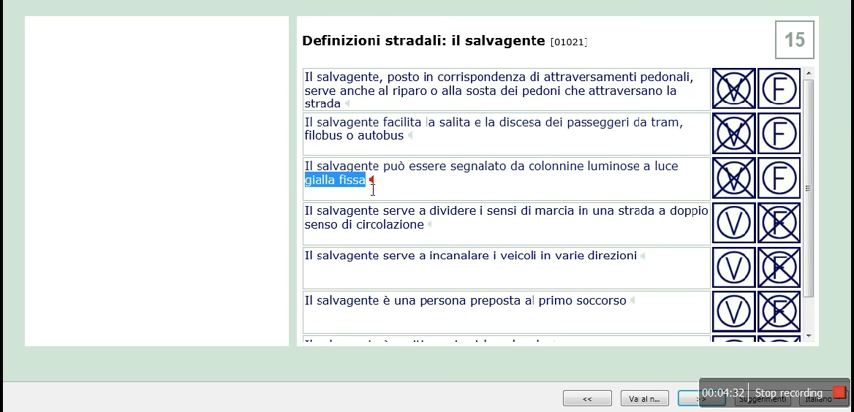 Definizioni stradali: il salvagente [01021]
15
Il salvagente, posto in corrispondenza di attraversamenti pedonali,
serve anche al riparo o alla sosta dei pedoni che attraversano la
strada
V F
Il salvagente facilita la salita e la discesa dei passeggeri da tram,
filobus o autobus
V F
Il salvagente può essere segnalato da colonnine luminose a luce
gialla fissa
V F
Il salvagente serve a dividere i sensi di marcia in una strada a doppio
senso di circolazione
V F
Il salvagente serve a incanalare i veicoli in varie direzioni
V F
Il salvagente è una persona preposta al primo soccorso
V F
<< Vai al n... >> Suggerimenti Italiano
00:04:32 Stop recording